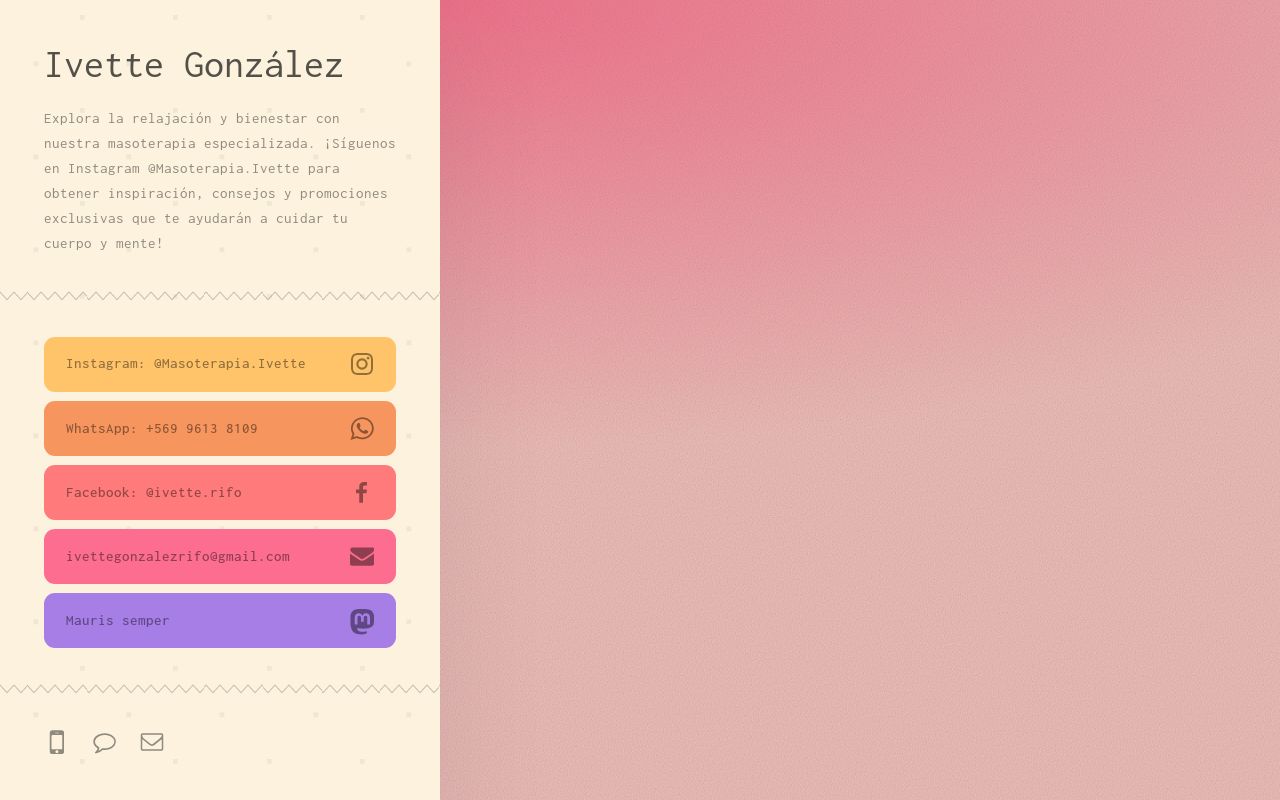 Ivette González
Explora la relajación y bienestar con
nuestra masoterapia especializada. ¡Síguenos
en Instagram @Masoterapia.Ivette para
obtener inspiración, consejos y promociones
exclusivas que te ayudarán a cuidar tu
cuerpo y mente!
Instagram: @Masoterapia.Ivette
WhatsApp: +569 9613 8109
Facebook: @ivette.rifo
ivettegonzalezrifo@gmail.com
Mauris semper